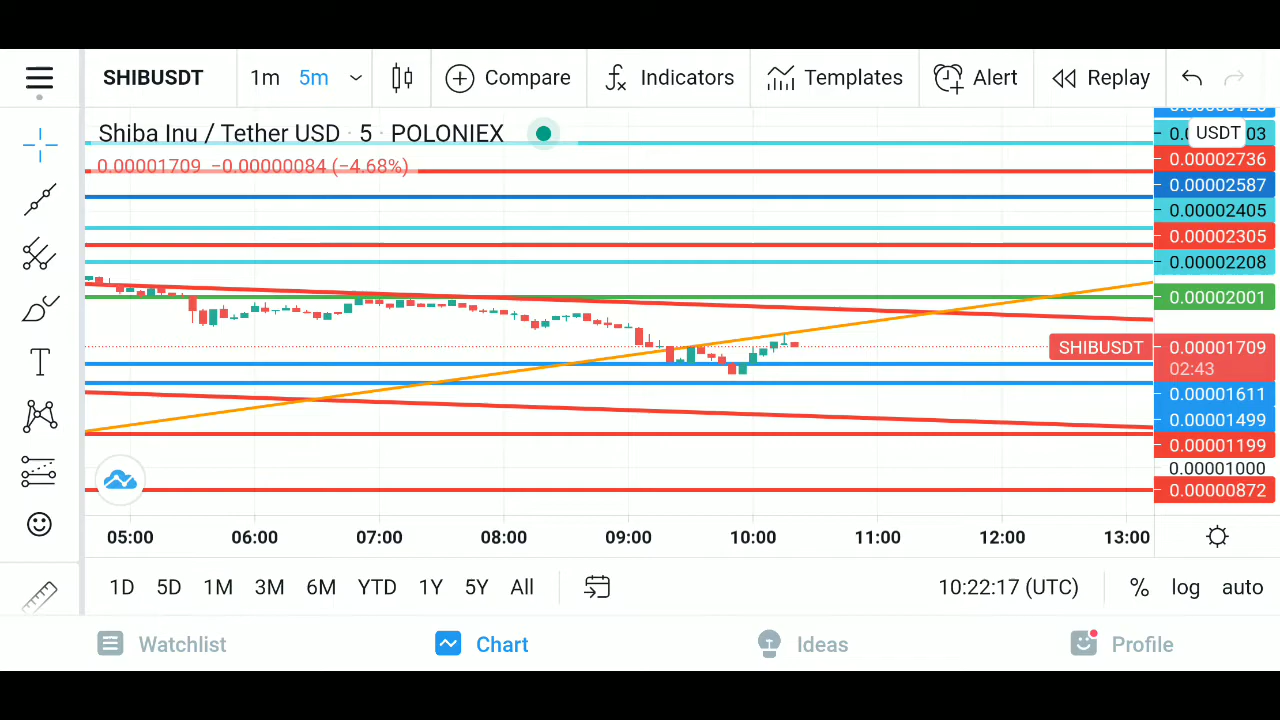 SHIBUSDT 1m 5m Compare Indicators Templates Alert Replay
Shiba Inu / Tether USD · 5 · POLONIEX
0.00001709 −0.00000084 (−4.68%)
USDT
03
0.00002736
0.00002587
0.00002405
0.00002305
0.00002208
0.00002001
SHIBUSDT 0.00001709
02:43
0.00001611
0.00001499
0.00001199
0.00001000
0.00000872
T
05:00 06:00 07:00 08:00 09:00 10:00 11:00 12:00 13:00
1D 5D 1M 3M 6M YTD 1Y 5Y All 10:22:17 (UTC) % log auto
Watchlist Chart Ideas Profile